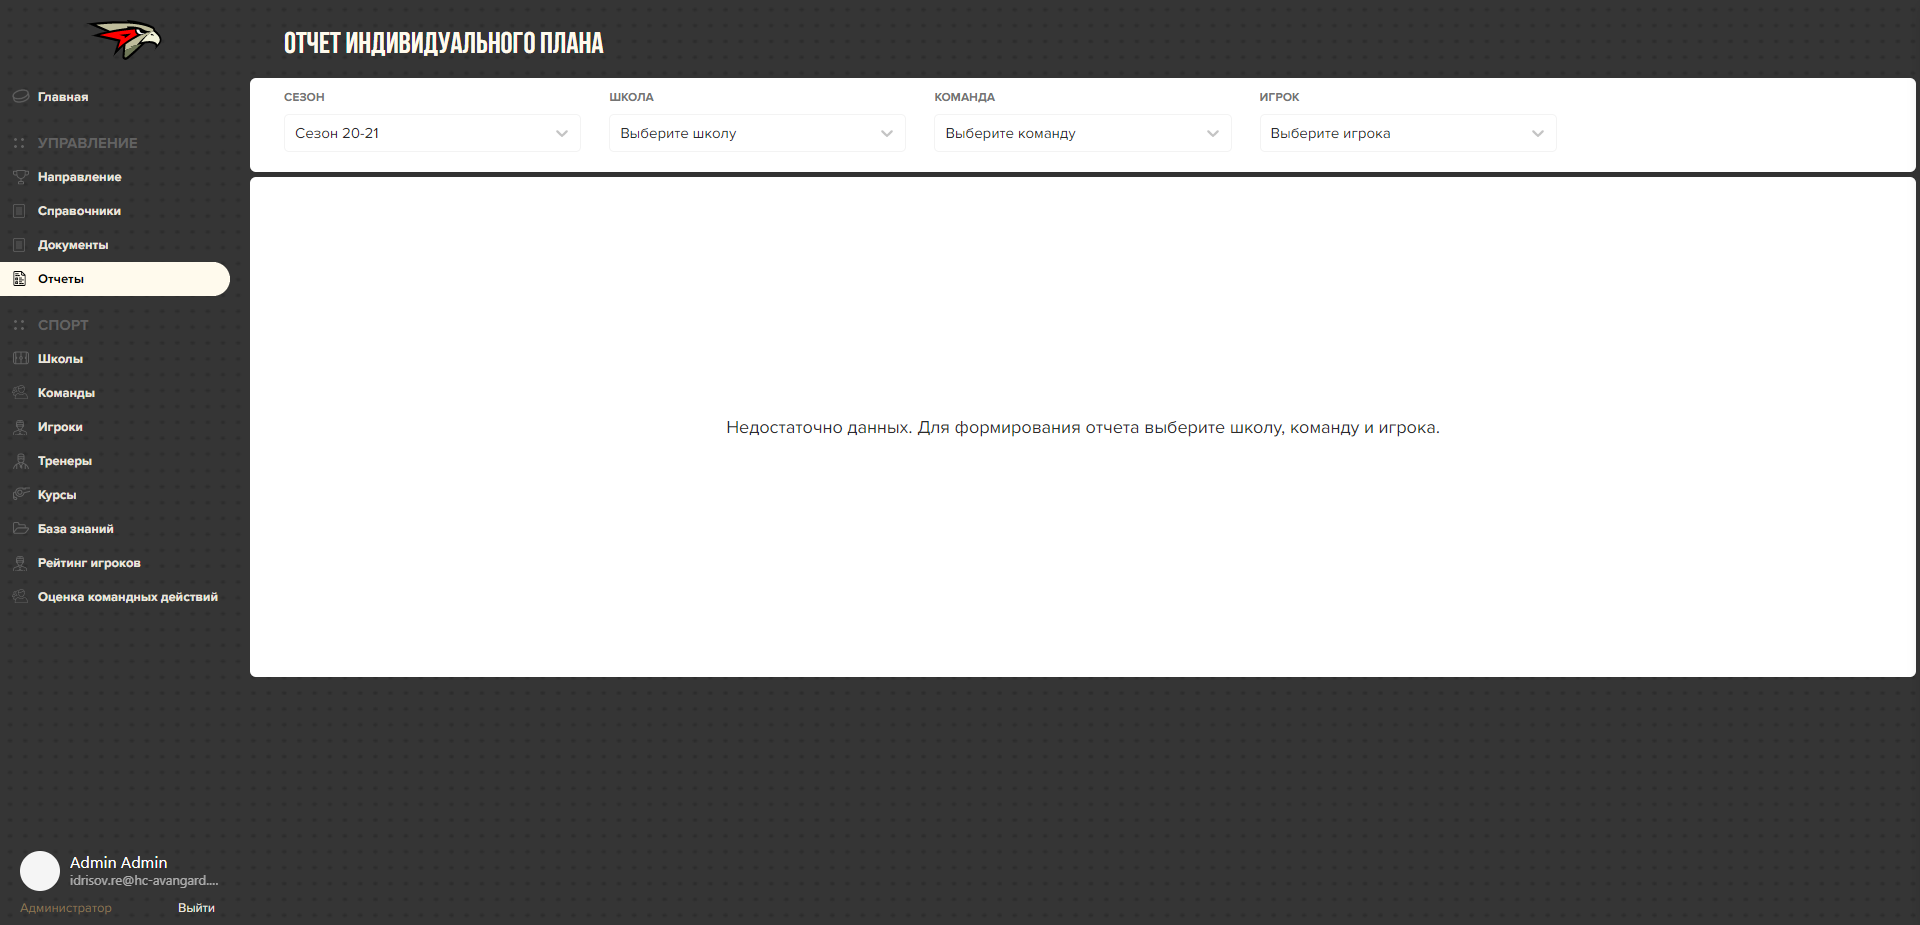 ОТЧЕТ ИНДИВИДУАЛЬНОГО ПЛАНА
Главная
УПРАВЛЕНИЕ
Направление
Справочники
Документы
Отчеты
СПОРТ
Школы
Команды
Игроки
Тренеры
Курсы
База знаний
Рейтинг игроков
Оценка командных действий
Admin Admin
idrisov.re@hc-avangard....
Администратор
Выйти
СЕЗОН
Сезон 20-21
ШКОЛА
Выберите школу
КОМАНДА
Выберите команду
ИГРОК
Выберите игрока
Недостаточно данных. Для формирования отчета выберите школу, команду и игрока.